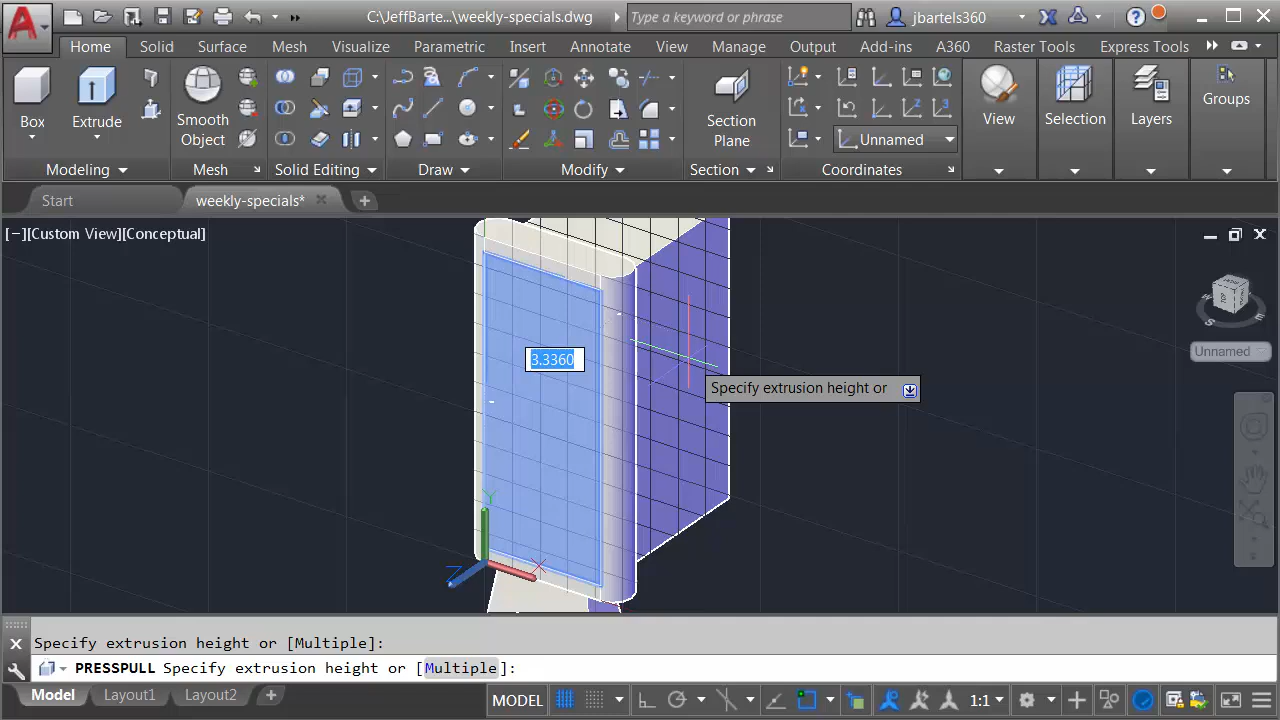 C:\JeffBarte...\weekly-specials.dwg
Type a keyword or phrase
jbartels360
Home Solid Surface Mesh Visualize Parametric Insert Annotate View Manage Output Add-ins A360 Raster Tools Express Tools
Box
Extrude
Smooth
Object
Section
Plane
Unnamed
View
Selection
Layers
Groups
Modeling
Mesh
Solid Editing
Draw
Modify
Section
Coordinates
Start
weekly-specials*
[−][Custom View][Conceptual]
3.3360
Specify extrusion height or
Unnamed
Y
X
Z
S
E
Specify extrusion height or [Multiple]:
PRESSPULL Specify extrusion height or [Multiple]:
Model Layout1 Layout2
MODEL
1:1